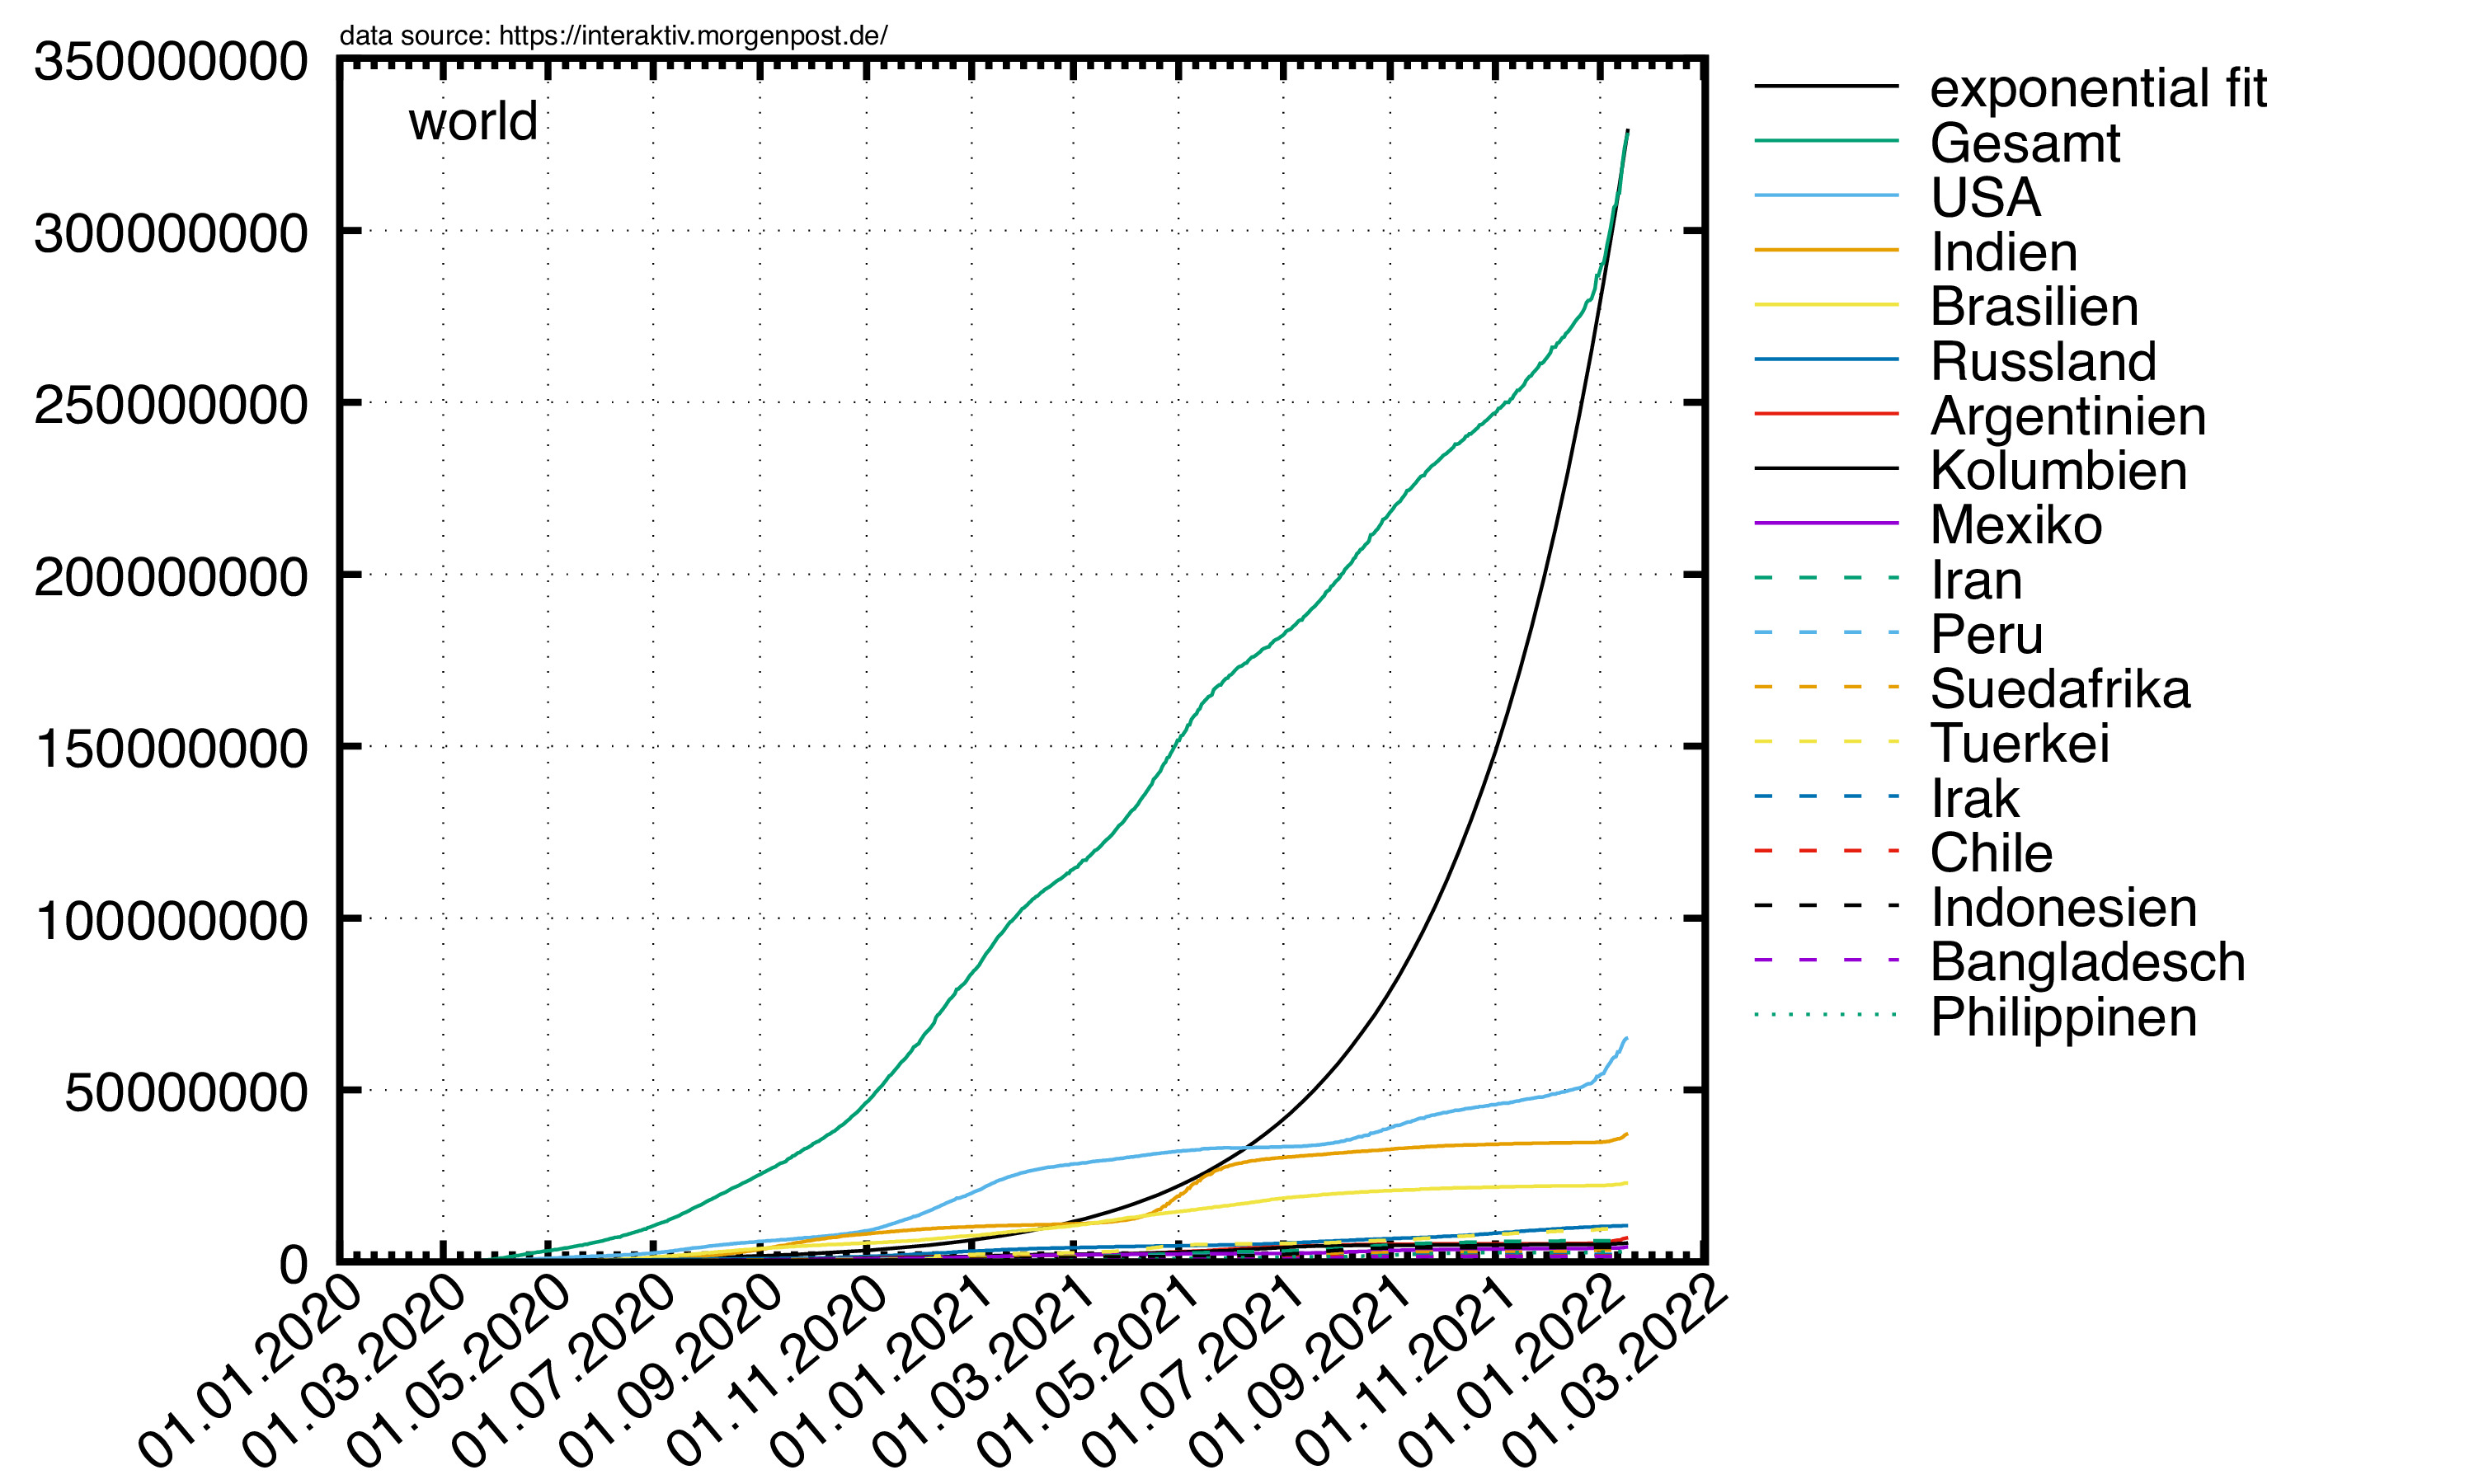 data source: https://interaktiv.morgenpost.de/
world
350000000
300000000
250000000
200000000
150000000
100000000
50000000
0
01.01.2020
01.03.2020
01.05.2020
01.07.2020
01.09.2020
01.11.2020
01.01.2021
01.03.2021
01.05.2021
01.07.2021
01.09.2021
01.11.2021
01.01.2022
01.03.2022
exponential fit
Gesamt
USA
Indien
Brasilien
Russland
Argentinien
Kolumbien
Mexiko
Iran
Peru
Suedafrika
Tuerkei
Irak
Chile
Indonesien
Bangladesch
Philippinen